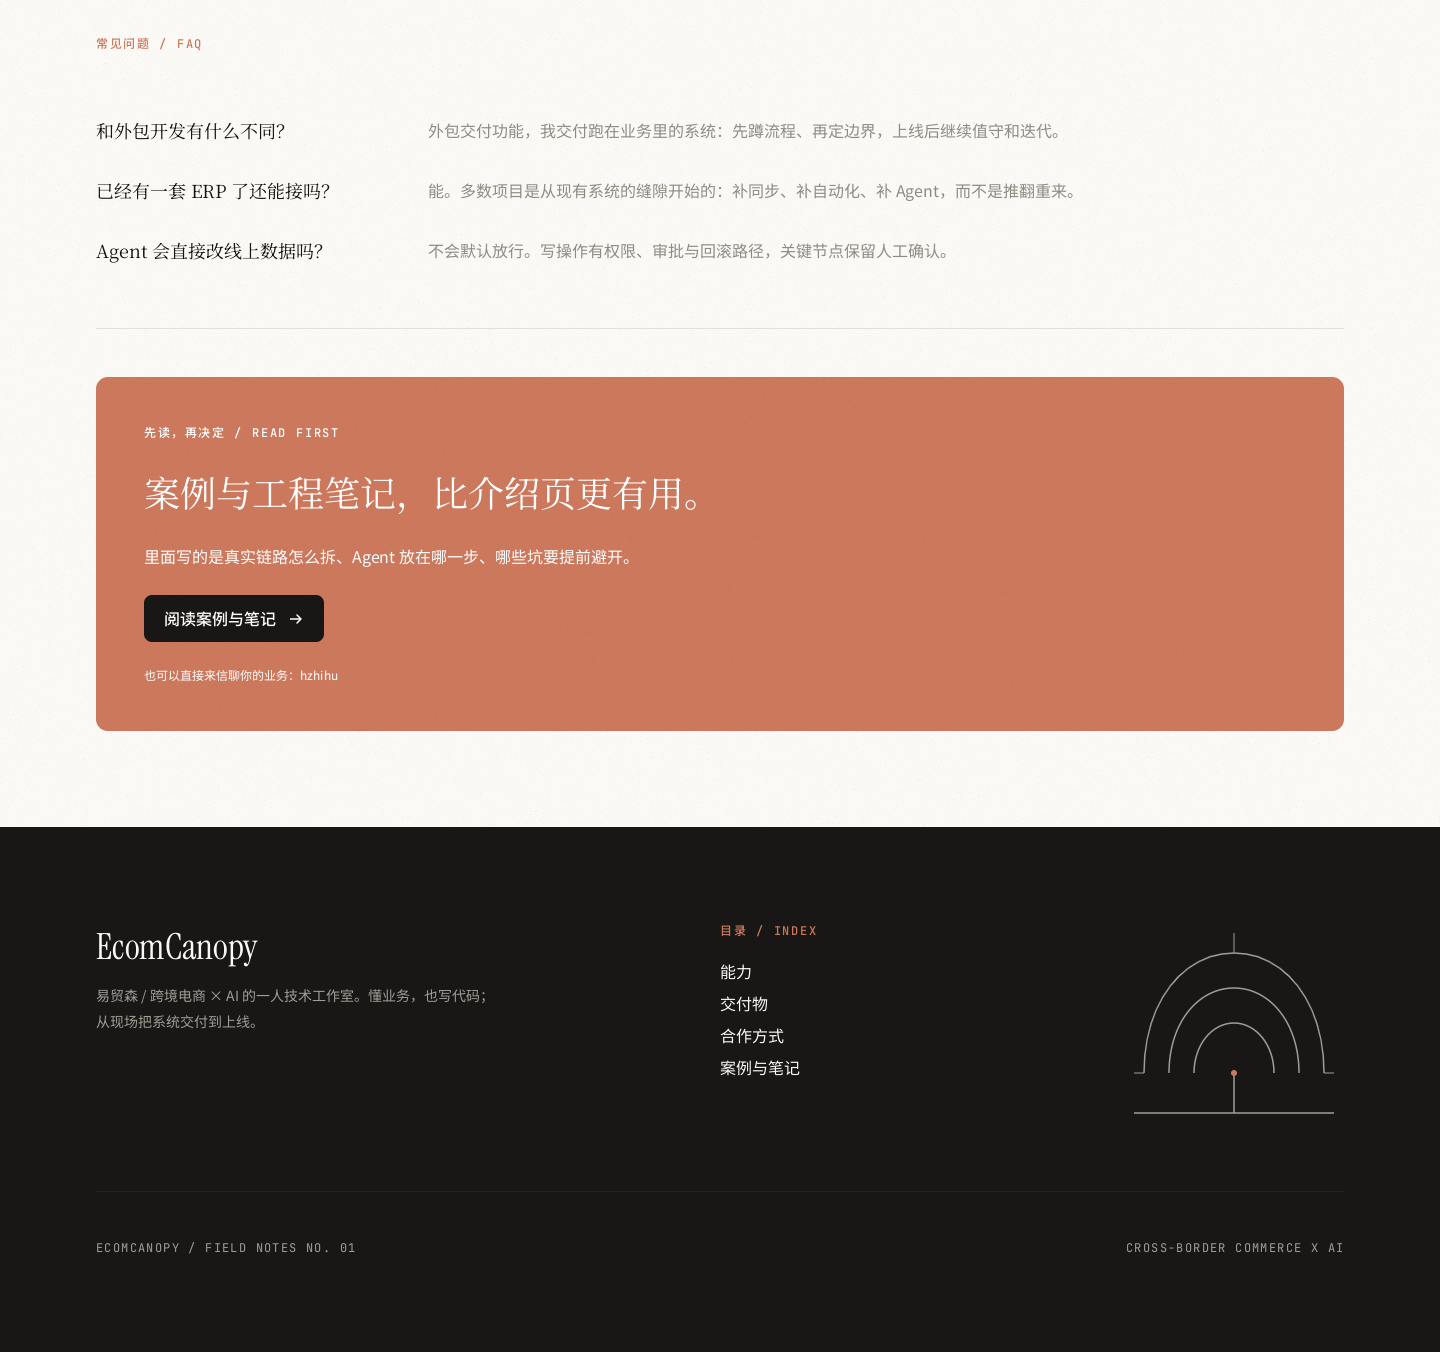 常见问题 / FAQ
和外包开发有什么不同？
外包交付功能，我交付跑在业务里的系统：先蹲流程、再定边界，上线后继续值守和迭代。
已经有一套 ERP 了还能接吗？
能。多数项目是从现有系统的缝隙开始的：补同步、补自动化、补 Agent，而不是推翻重来。
Agent 会直接改线上数据吗？
不会默认放行。写操作有权限、审批与回滚路径，关键节点保留人工确认。
先读，再决定 / READ FIRST
案例与工程笔记，比介绍页更有用。
里面写的是真实链路怎么拆、Agent 放在哪一步、哪些坑要提前避开。
阅读案例与笔记 →
也可以直接来信聊你的业务：hzhihu
EcomCanopy
易贸森 / 跨境电商 × AI 的一人技术工作室。懂业务，也写代码；
从现场把系统交付到上线。
目录 / INDEX
能力
交付物
合作方式
案例与笔记
ECOMCANOPY / FIELD NOTES NO. 01
CROSS-BORDER COMMERCE X AI